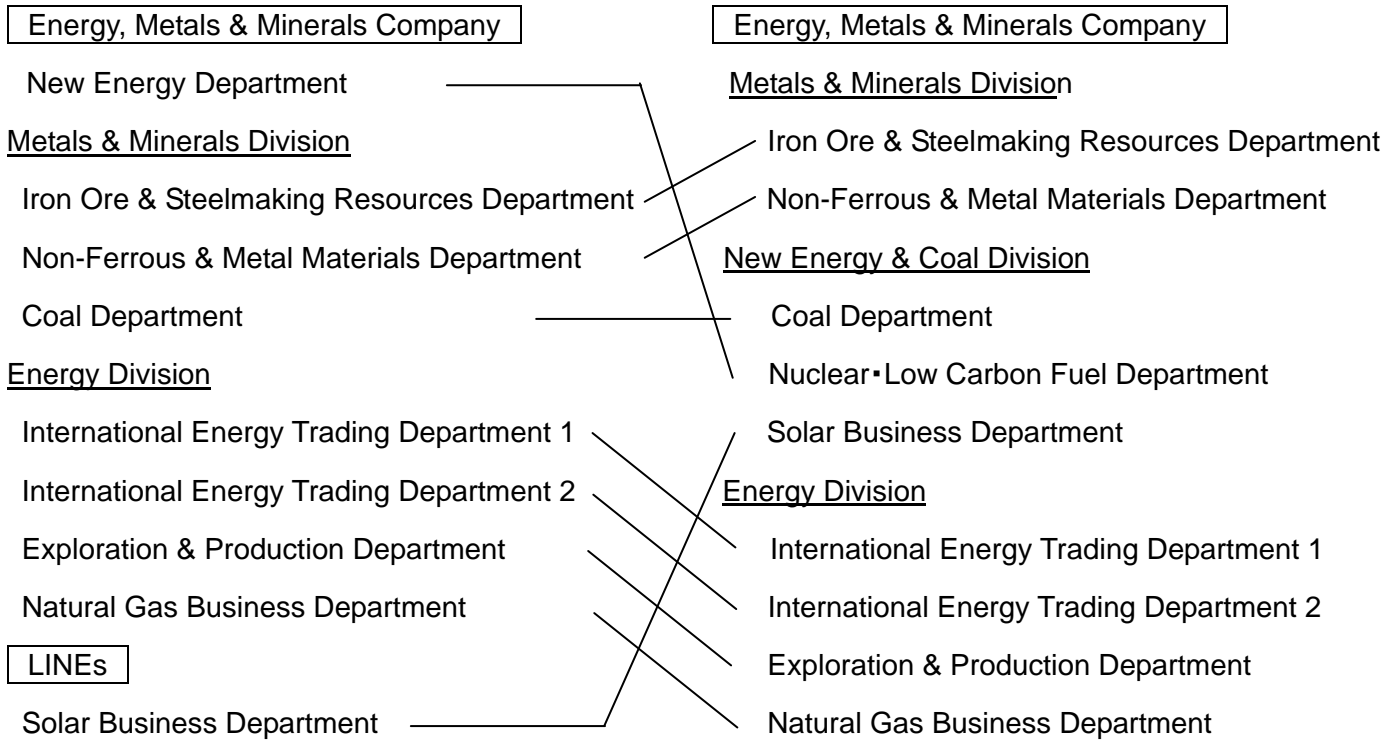 Energy, Metals & Minerals Company
New Energy Department
Metals & Minerals Division
Iron Ore & Steelmaking Resources Department
Non-Ferrous & Metal Materials Department
Coal Department
Energy Division
International Energy Trading Department 1
International Energy Trading Department 2
Exploration & Production Department
Natural Gas Business Department
LINEs
Solar Business Department
Energy, Metals & Minerals Company
Metals & Minerals Division
Iron Ore & Steelmaking Resources Department
Non-Ferrous & Metal Materials Department
New Energy & Coal Division
Coal Department
Nuclear･Low Carbon Fuel Department
Solar Business Department
Energy Division
International Energy Trading Department 1
International Energy Trading Department 2
Exploration & Production Department
Natural Gas Business Department